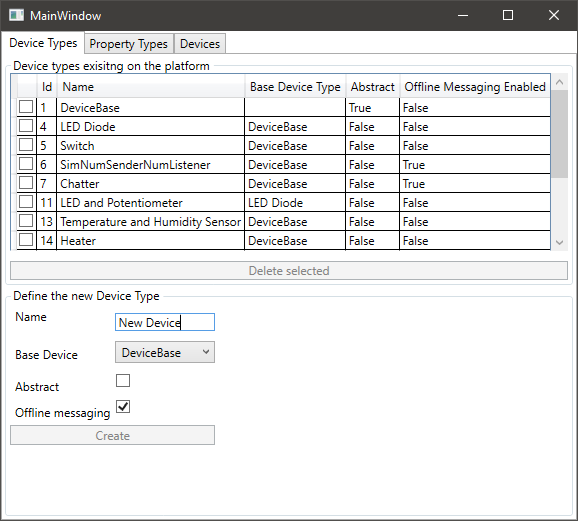 MainWindow
Device Types Property Types Devices
Device types exisitng on the platform
Id Name Base Device Type Abstract Offline Messaging Enabled
1 DeviceBase True False
4 LED Diode DeviceBase False False
5 Switch DeviceBase False False
6 SimNumSenderNumListener DeviceBase False True
7 Chatter DeviceBase False True
11 LED and Potentiometer LED Diode False False
13 Temperature and Humidity Sensor DeviceBase False False
14 Heater DeviceBase False False
Delete selected
Define the new Device Type
Name New Device
Base Device DeviceBase
Abstract
Offline messaging
Create